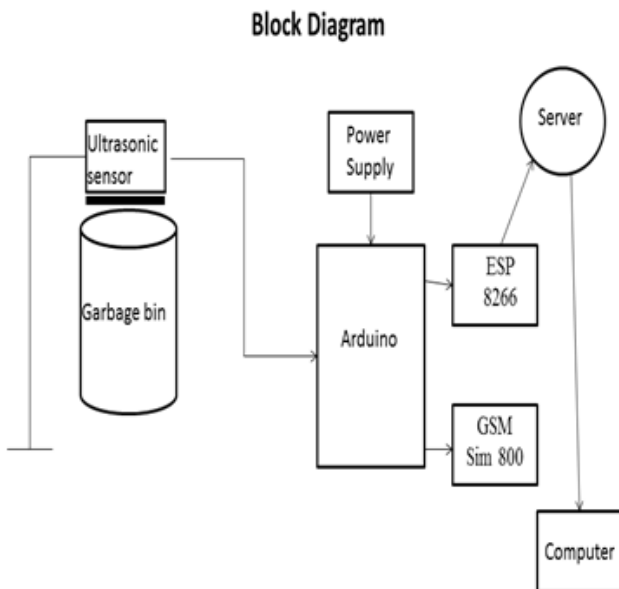 Block Diagram
Ultrasonic
sensor
Garbage bin
Power
Supply
Arduino
ESP
8266
GSM
Sim 800
Server
Computer